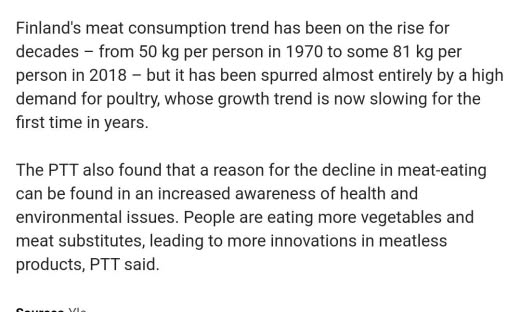 Finland's meat consumption trend has been on the rise for
decades – from 50 kg per person in 1970 to some 81 kg per
person in 2018 – but it has been spurred almost entirely by a high
demand for poultry, whose growth trend is now slowing for the
first time in years.
The PTT also found that a reason for the decline in meat-eating
can be found in an increased awareness of health and
environmental issues. People are eating more vegetables and
meat substitutes, leading to more innovations in meatless
products, PTT said.